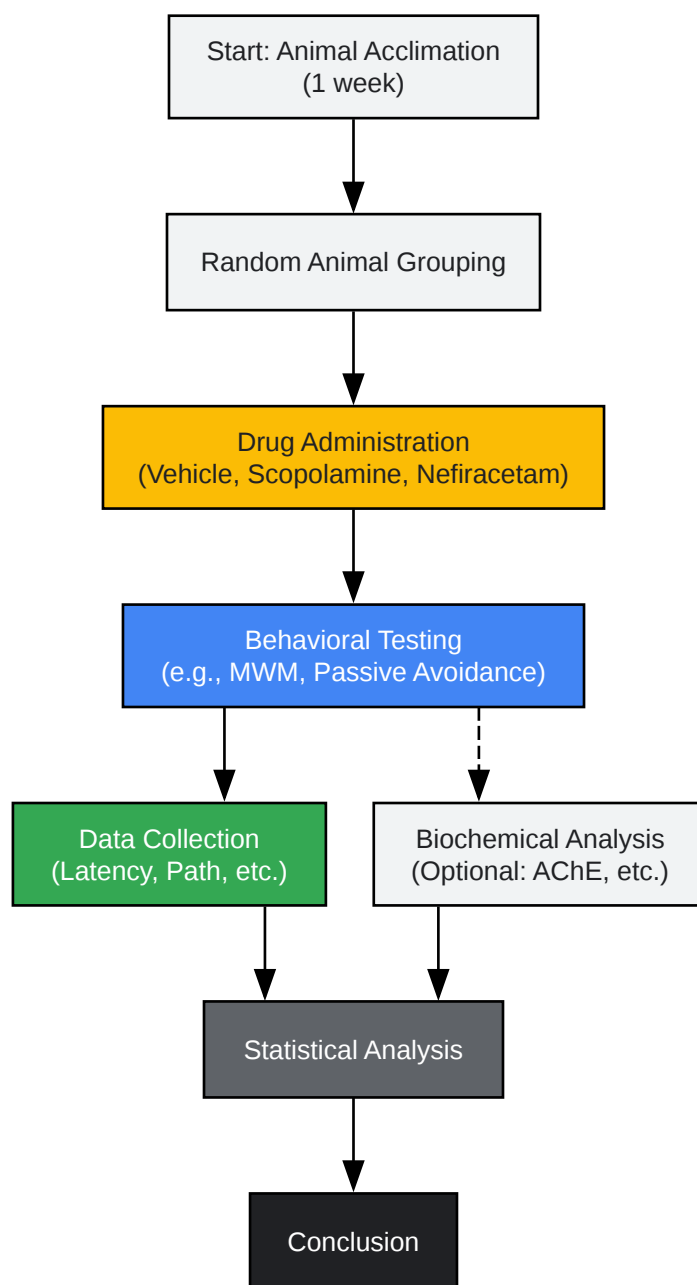 Start: Animal Acclimation
(1 week)
Random Animal Grouping
Drug Administration
(Vehicle, Scopolamine, Nefiracetam)
Behavioral Testing
(e.g., MWM, Passive Avoidance)
Data Collection
(Latency, Path, etc.)
Biochemical Analysis
(Optional: AChE, etc.)
Statistical Analysis
Conclusion